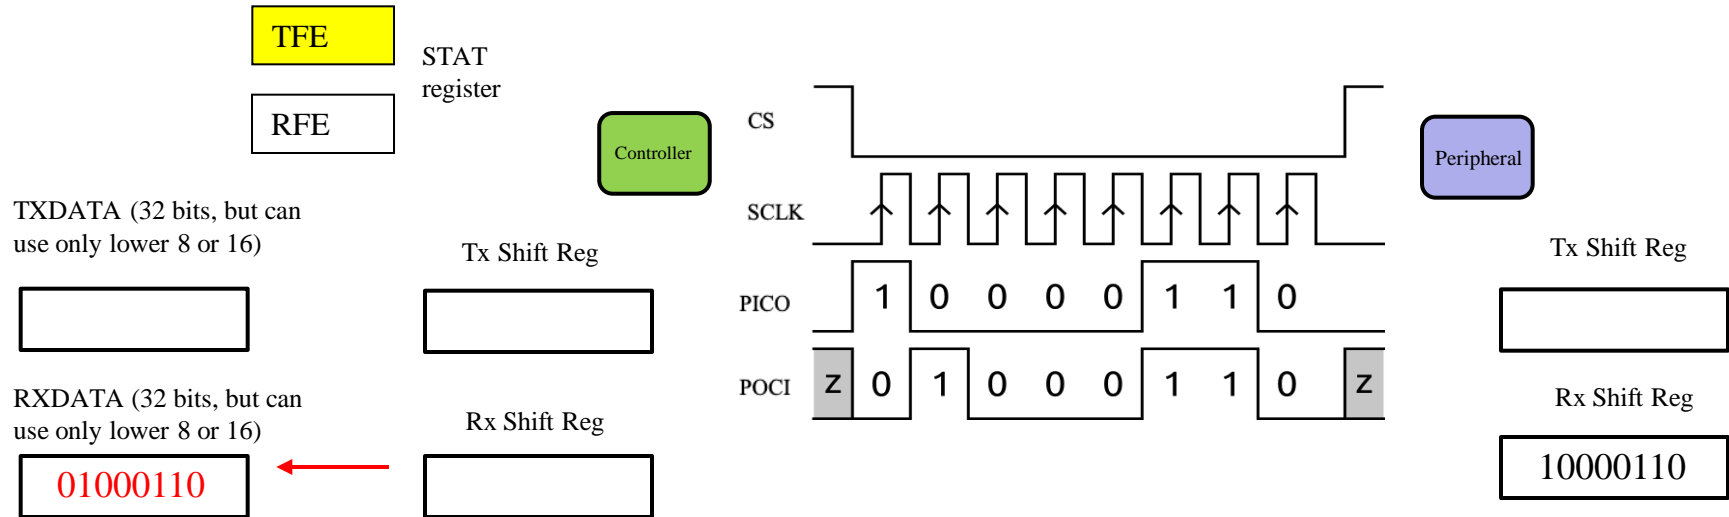 TFE
STAT
register
RFE
Controller
CS
Peripheral
SCLK
TXDATA (32 bits, but can
use only lower 8 or 16)
Tx Shift Reg
Tx Shift Reg
PICO
1 0 0 0 0 1 1 0
POCI
Z 0 1 0 0 0 1 1 0 Z
RXDATA (32 bits, but can
use only lower 8 or 16)
Rx Shift Reg
Rx Shift Reg
01000110
10000110